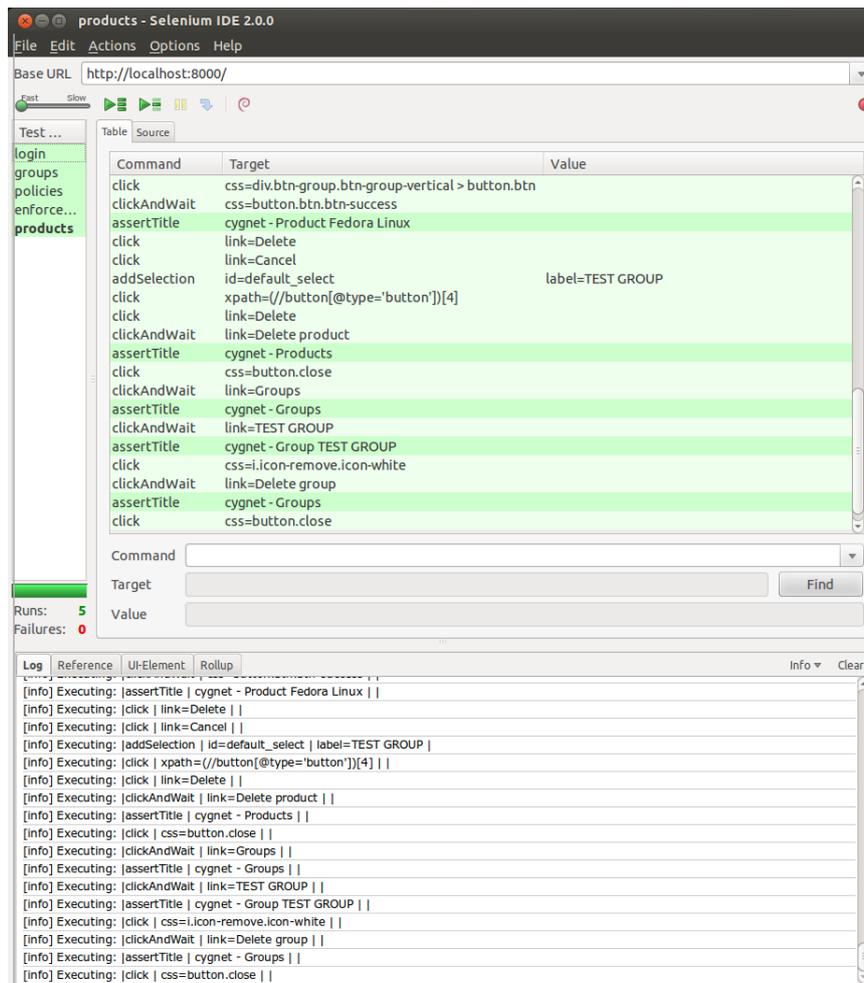 products - Selenium IDE 2.0.0
File Edit Actions Options Help
Base URL http://localhost:8000/
Fast Slow
Test ...
login
groups
policies
enforce...
products
Runs: 5
Failures: 0
Table Source
Command Target Value
click css=div.btn-group.btn-group-vertical > button.btn
clickAndWait css=button.btn.btn-success
assertTitle cygnet - Product Fedora Linux
click link=Delete
click link=Cancel
addSelection id=default_select label=TEST GROUP
click xpath=(//button[@type='button'])[4]
click link=Delete
clickAndWait link=Delete product
assertTitle cygnet - Products
click css=button.close
clickAndWait link=Groups
assertTitle cygnet - Groups
clickAndWait link=TEST GROUP
assertTitle cygnet - Group TEST GROUP
click css=i.icon-remove.icon-white
clickAndWait link=Delete group
assertTitle cygnet - Groups
click css=button.close
Command
Target Find
Value
Log Reference UI-Element Rollup Info Clear
[info] Executing: |assertTitle | cygnet - Product Fedora Linux | |
[info] Executing: |click | link=Delete | |
[info] Executing: |click | link=Cancel | |
[info] Executing: |addSelection | id=default_select | label=TEST GROUP |
[info] Executing: |click | xpath=(//button[@type='button'])[4] | |
[info] Executing: |click | link=Delete | |
[info] Executing: |clickAndWait | link=Delete product | |
[info] Executing: |assertTitle | cygnet - Products | |
[info] Executing: |click | css=button.close | |
[info] Executing: |clickAndWait | link=Groups | |
[info] Executing: |assertTitle | cygnet - Groups | |
[info] Executing: |clickAndWait | link=TEST GROUP | |
[info] Executing: |assertTitle | cygnet - Group TEST GROUP | |
[info] Executing: |click | css=i.icon-remove.icon-white | |
[info] Executing: |clickAndWait | link=Delete group | |
[info] Executing: |assertTitle | cygnet - Groups | |
[info] Executing: |click | css=button.close | |